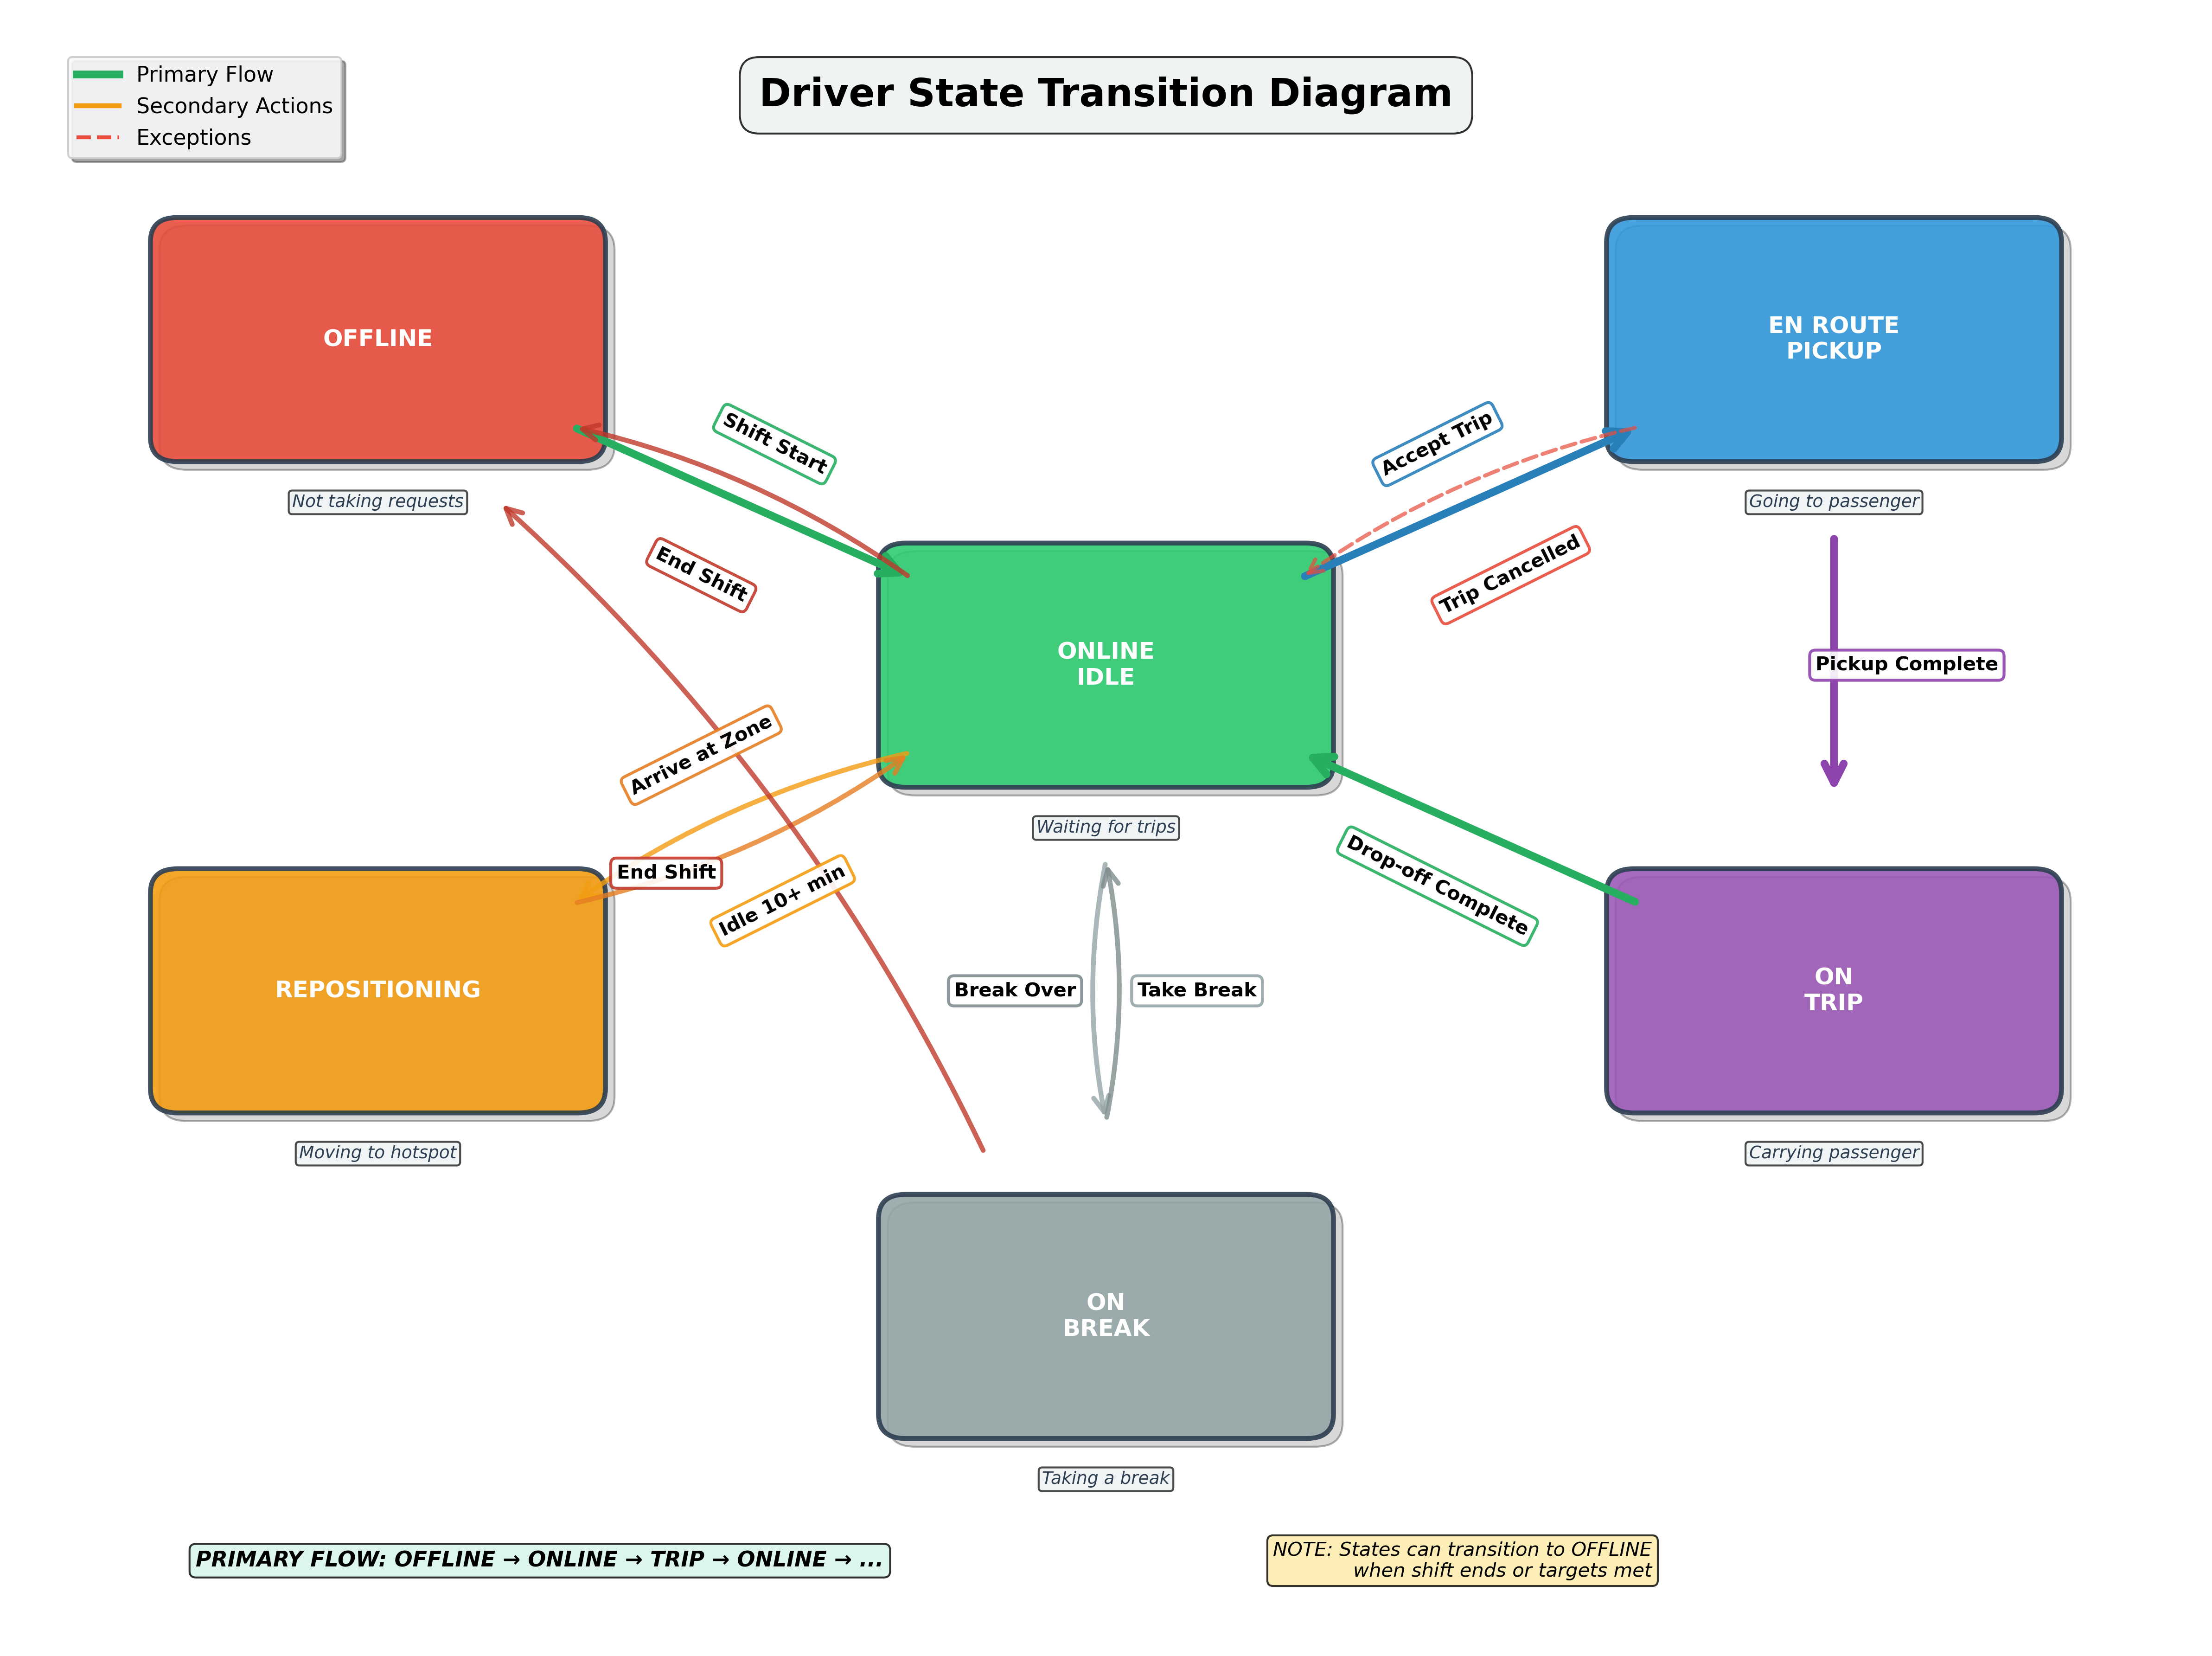 Primary Flow
Secondary Actions
Exceptions
Driver State Transition Diagram
OFFLINE
Not taking requests
EN ROUTE
PICKUP
Going to passenger
Shift Start
End Shift
Accept Trip
Trip Cancelled
ONLINE
IDLE
Waiting for trips
Pickup Complete
Arrive at Zone
End Shift
Idle 10+ min
Drop-off Complete
REPOSITIONING
Moving to hotspot
Break Over
Take Break
ON
TRIP
Carrying passenger
ON
BREAK
Taking a break
PRIMARY FLOW: OFFLINE → ONLINE → TRIP → ONLINE → ...
NOTE: States can transition to OFFLINE
when shift ends or targets met